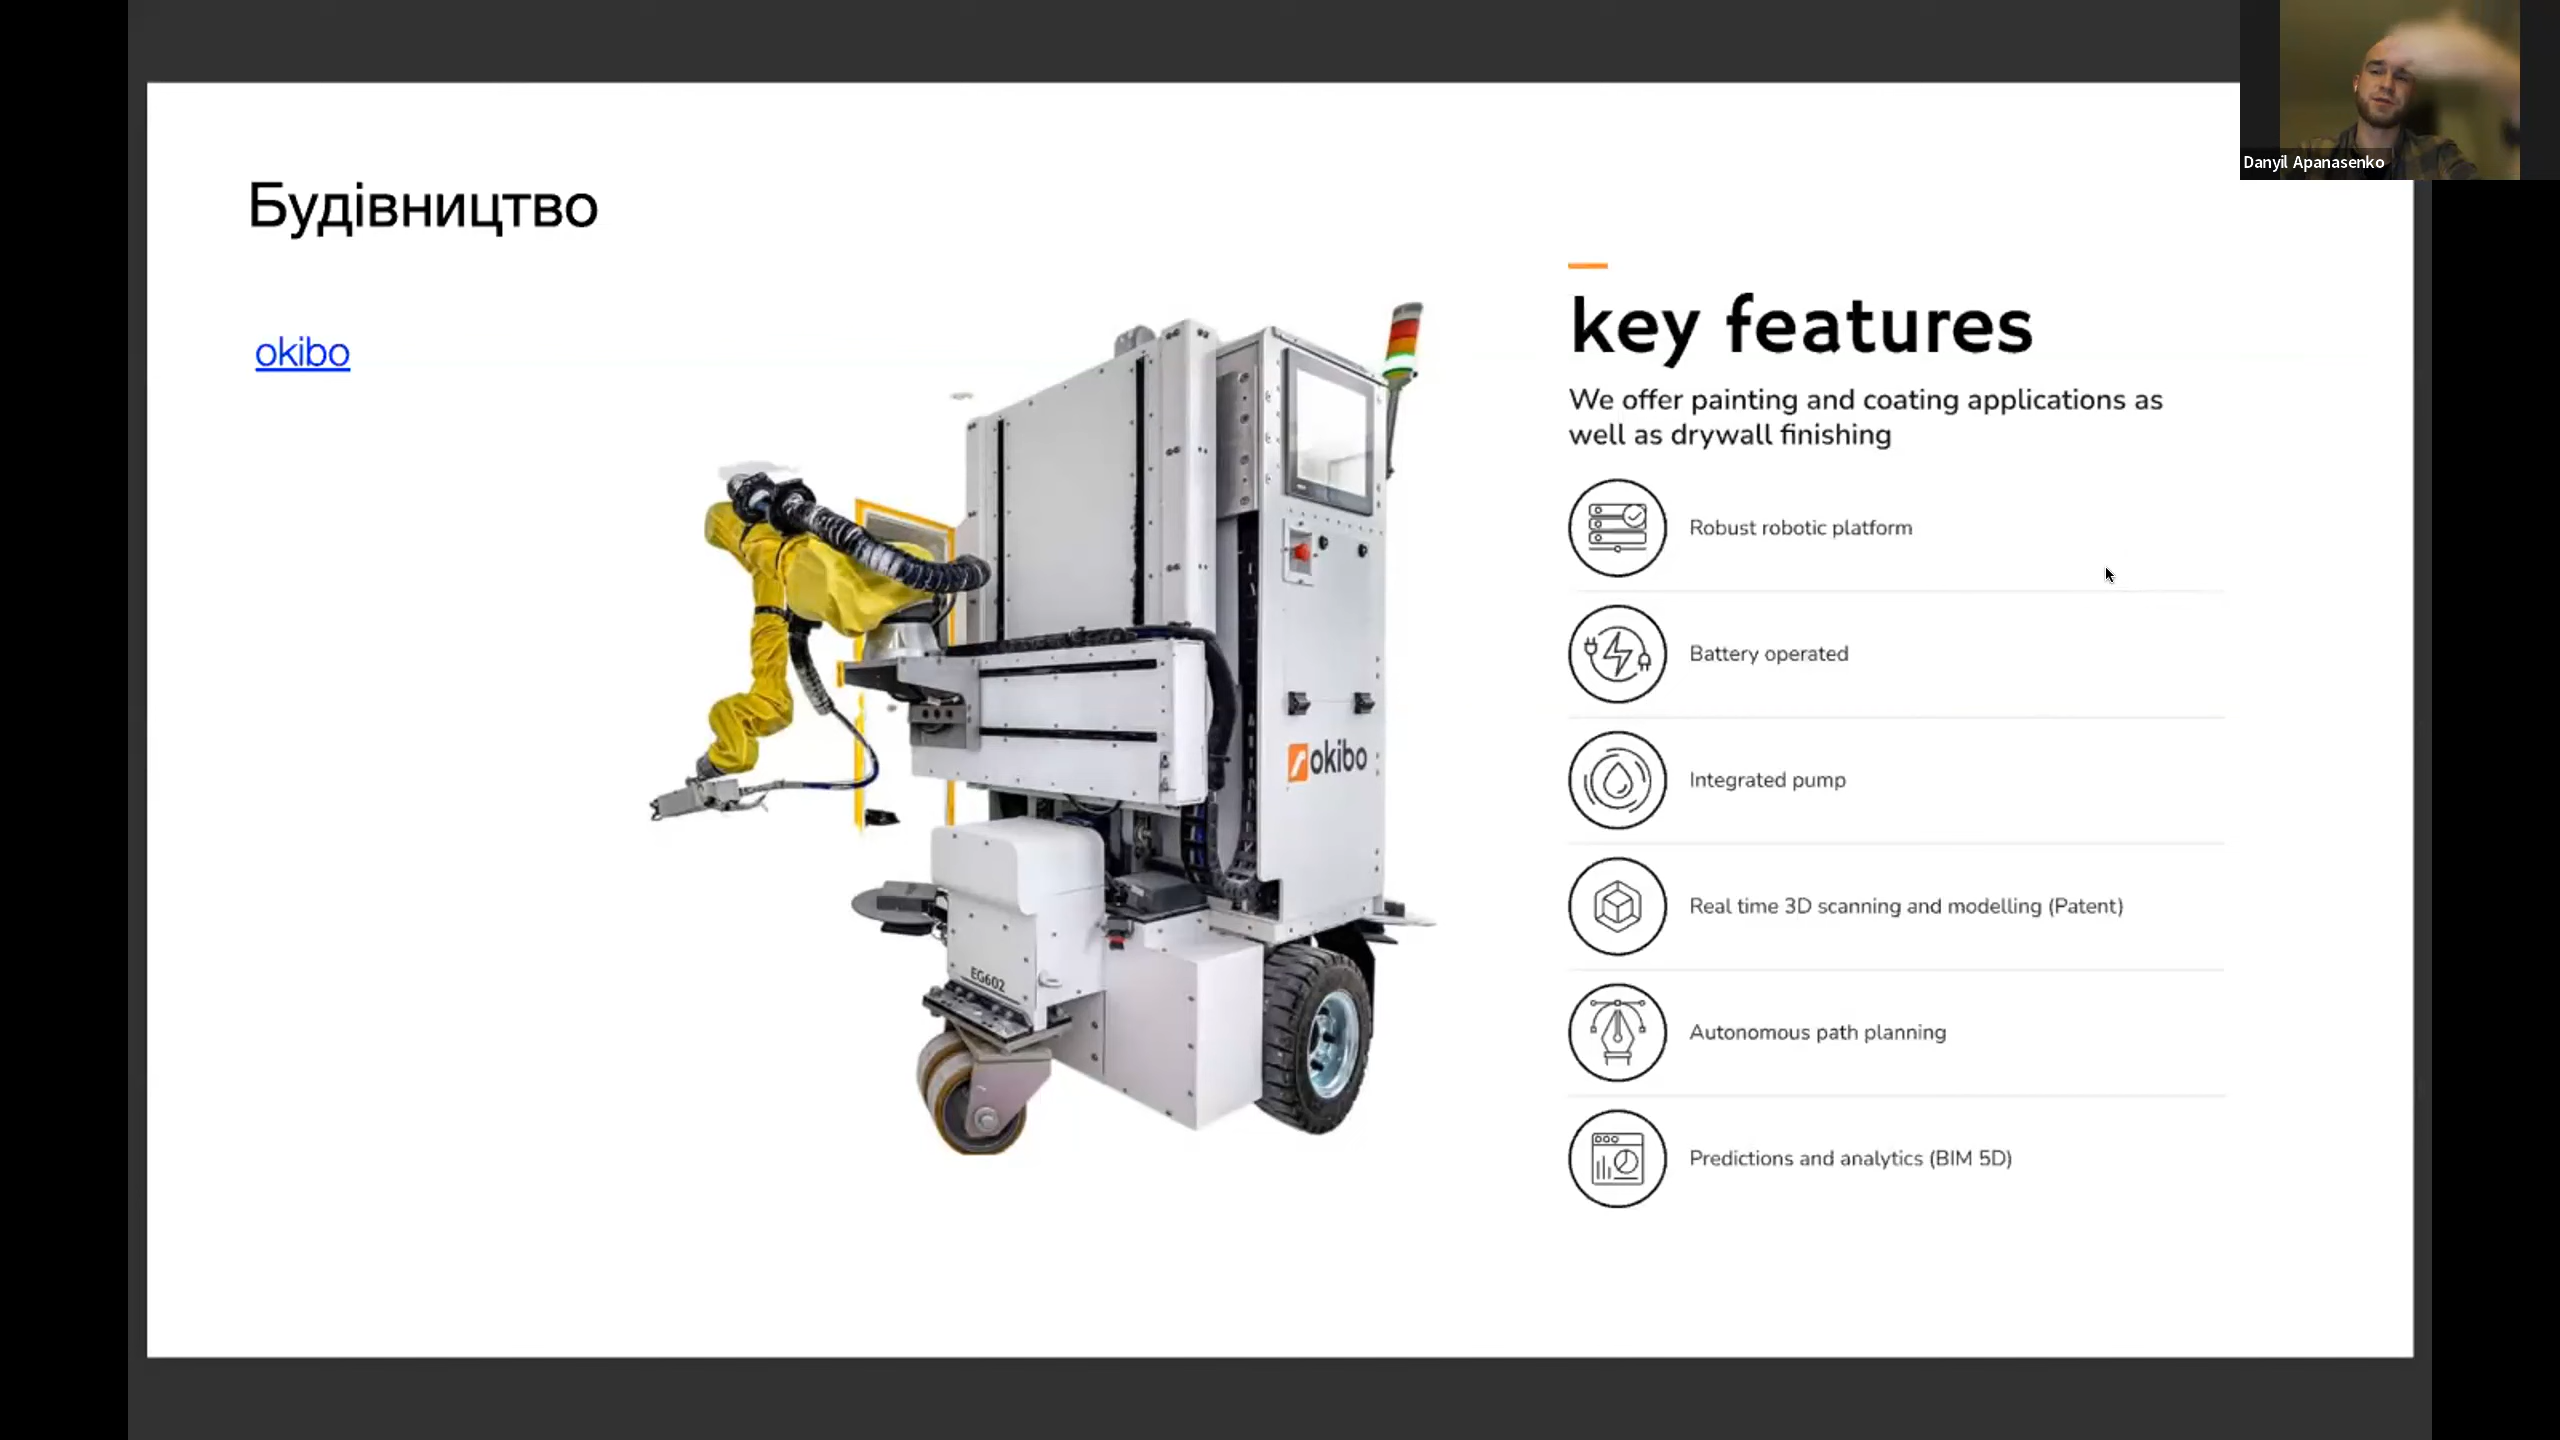 Danyil Apanasenko
Будівництво
okibo
key features
We offer painting and coating applications as
well as drywall finishing
Robust robotic platform
Battery operated
Integrated pump
Real time 3D scanning and modelling (Patent)
Autonomous path planning
Predictions and analytics (BIM 5D)
okibo
EG602